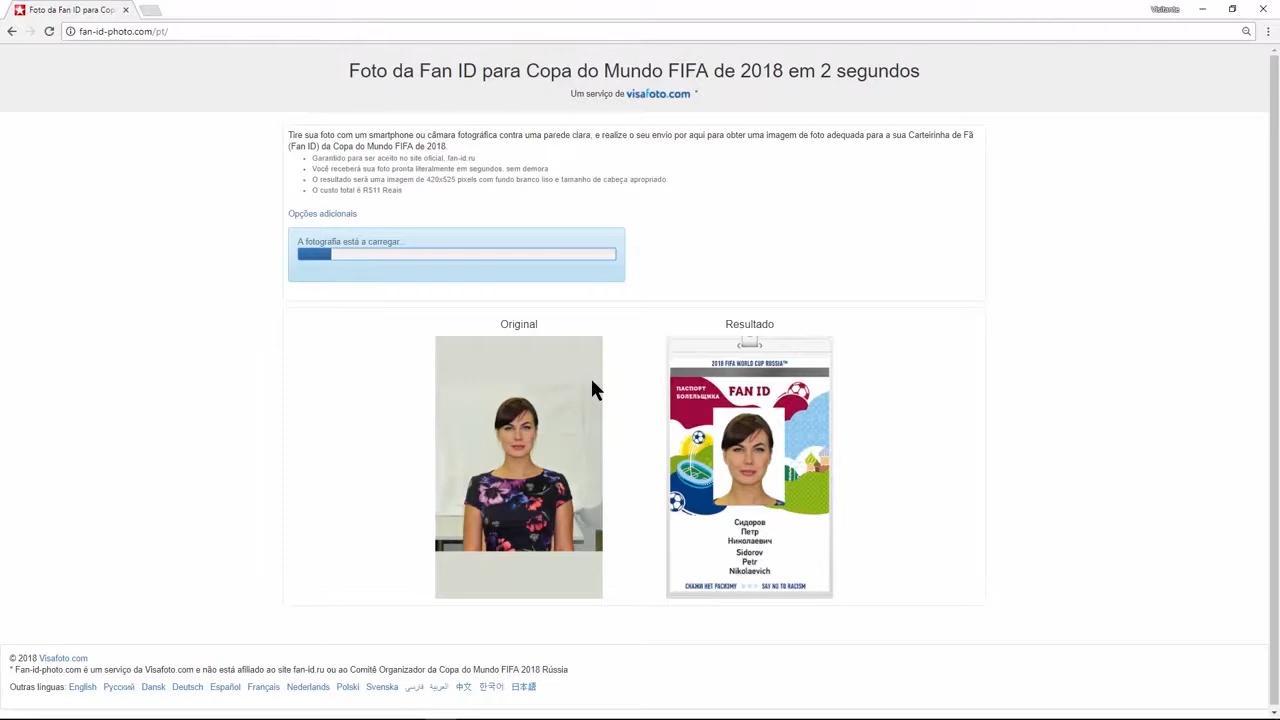 Foto da Fan ID para Cop
Visitante
fan-id-photo.com/pt/
Foto da Fan ID para Copa do Mundo FIFA de 2018 em 2 segundos
Um serviço de visafoto.com *
Tire sua foto com um smartphone ou câmara fotográfica contra uma parede clara, e realize o seu envio por aqui para obter uma imagem de foto adequada para a sua Carteirinha de Fã
(Fan ID) da Copa do Mundo FIFA de 2018.
Garantido para ser aceito no site oficial, fan-id.ru
Você receberá sua foto pronta literalmente em segundos, sem demora
O resultado será uma imagem de 420x525 pixels com fundo branco liso e tamanho de cabeça apropriado
O custo total é R$11 Reais
Opções adicionais
A fotografia está a carregar...
Original
Resultado
2018 FIFA WORLD CUP RUSSIA™
ПАСПОРТ
БОЛЕЛЬЩИКА
FAN ID
Сидоров
Петр
Николаевич
Sidorov
Petr
Nikolaevich
СКАЖИ НЕТ РАСИЗМУ
SAY NO TO RACISM
© 2018 Visafoto.com
* Fan-id-photo.com é um serviço da Visafoto.com e não está afiliado ao site fan-id.ru ou ao Comitê Organizador da Copa do Mundo FIFA 2018 Rússia
Outras línguas: English Русский Dansk Deutsch Español Français Nederlands Polski Svenska فارسی العربية 中文 한국어 日本語